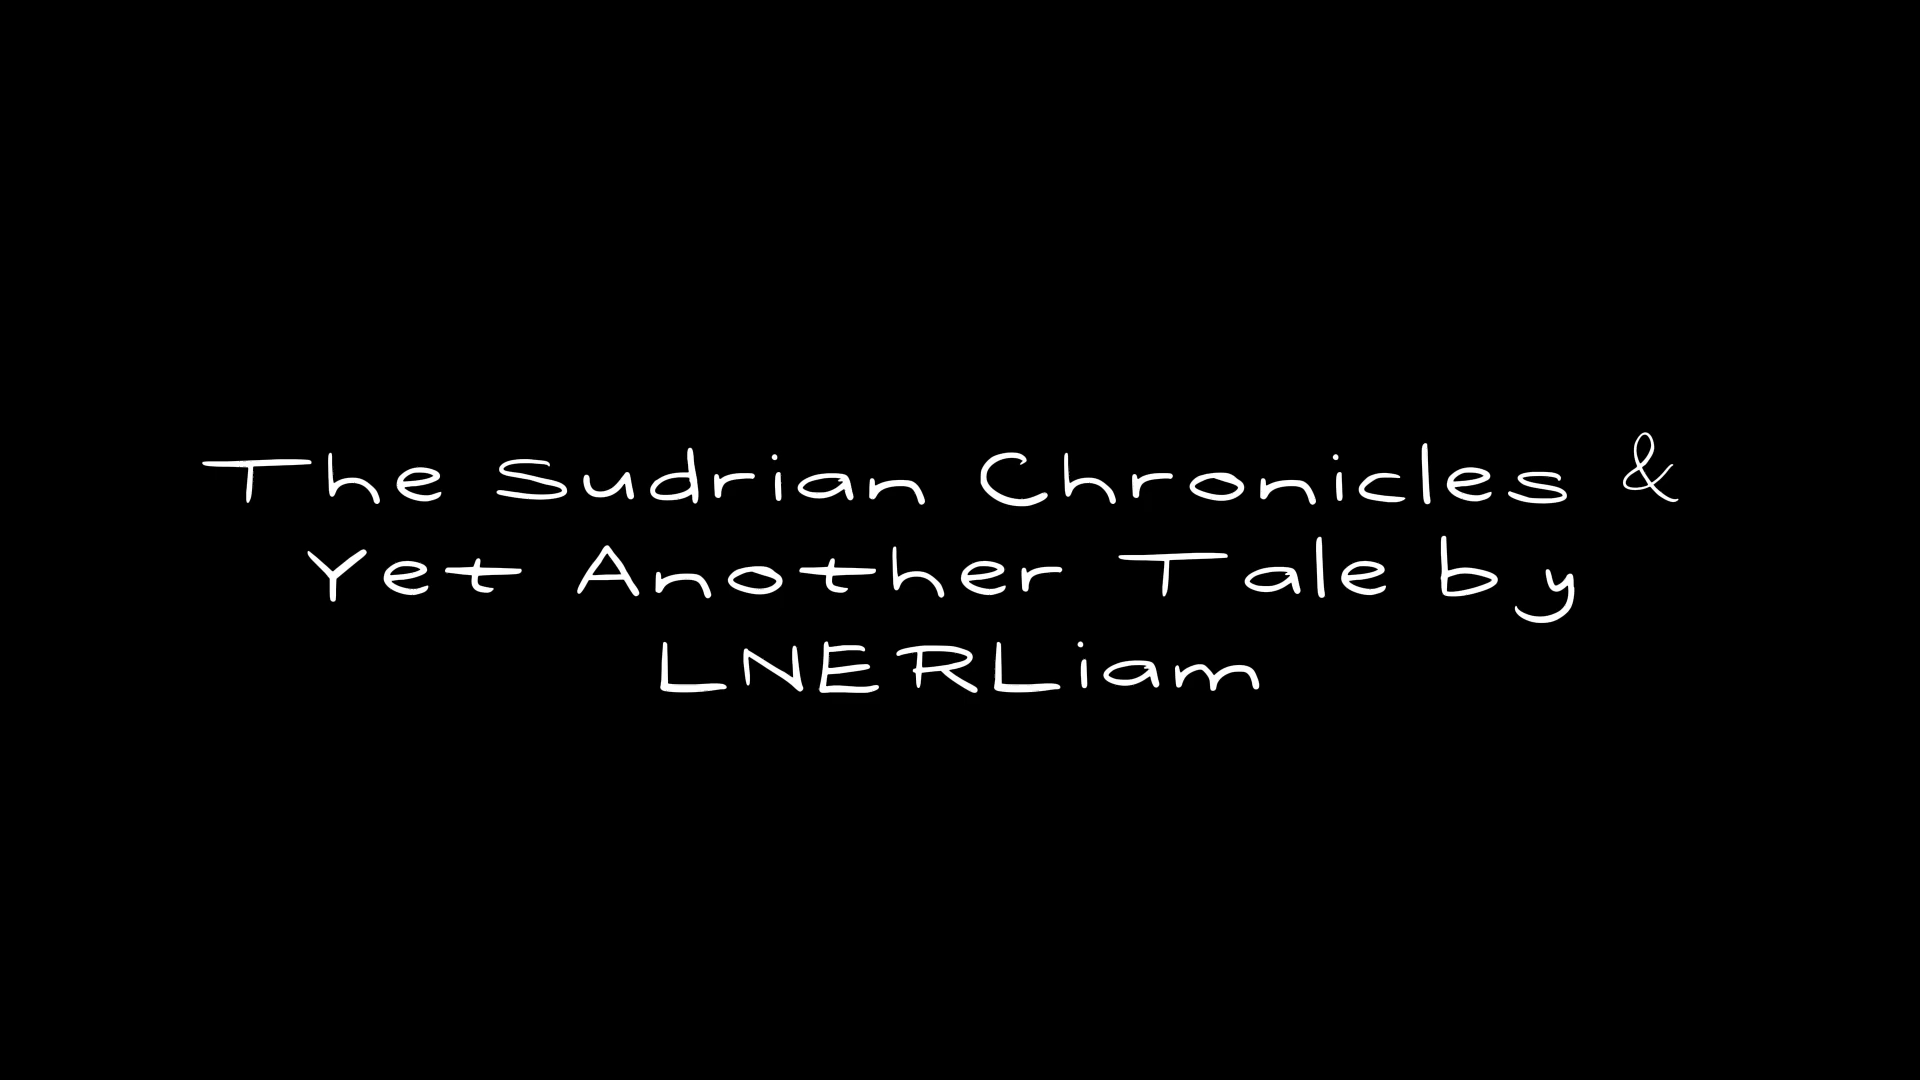 The Sudrian Chronicles &
Yet Another Tale by
LNERLiam